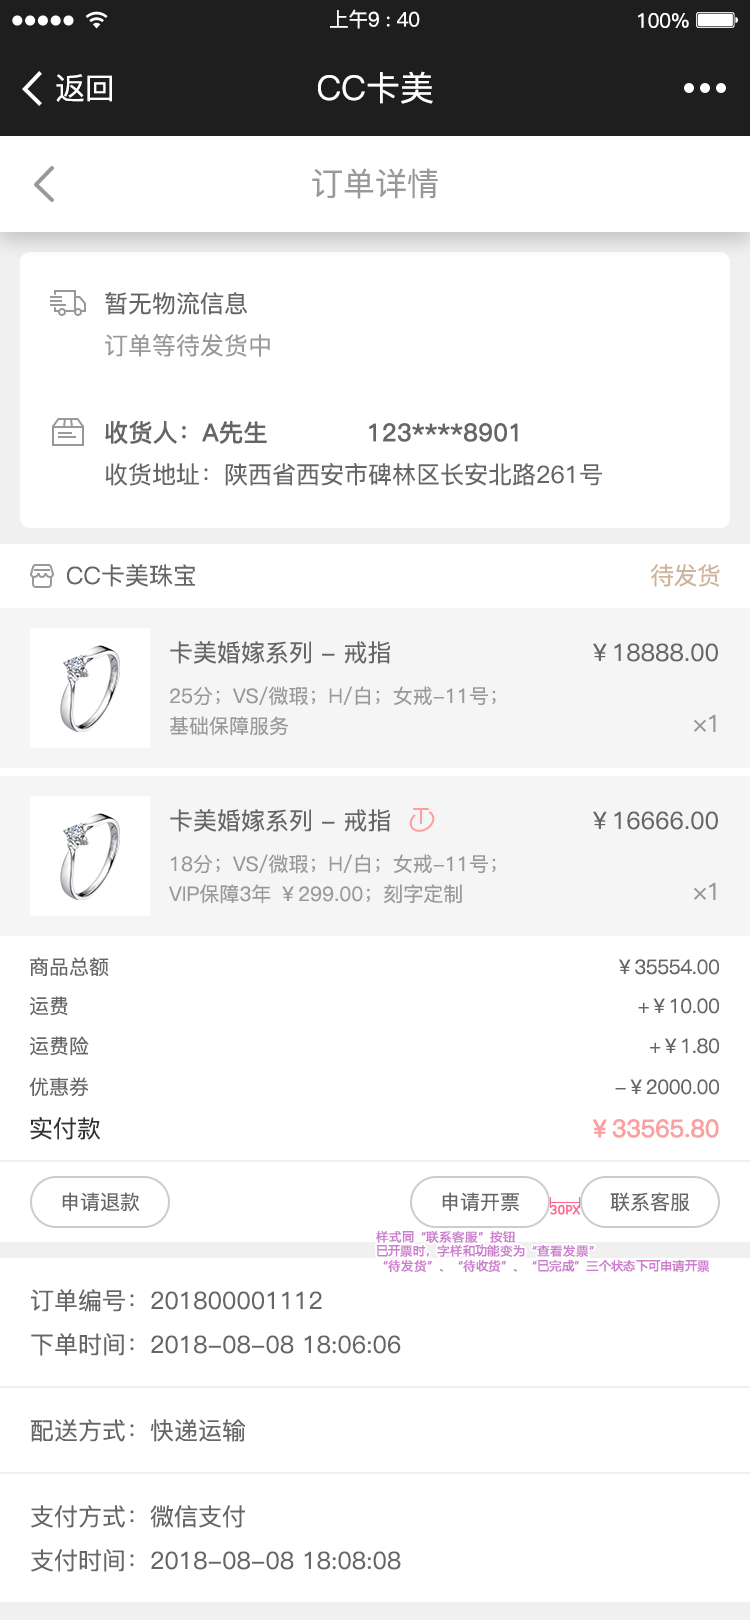 上午9 : 40
100%
返回
CC卡美
订单详情
暂无物流信息
订单等待发货中
收货人：A先生 123****8901
收货地址：陕西省西安市碑林区长安北路261号
CC卡美珠宝 待发货
卡美婚嫁系列 – 戒指 ¥18888.00
25分；VS/微瑕；H/白；女戒–11号；
基础保障服务 ×1
卡美婚嫁系列 – 戒指 ¥16666.00
18分；VS/微瑕；H/白；女戒–11号；
VIP保障3年 ¥299.00；刻字定制 ×1
商品总额 ¥35554.00
运费 +¥10.00
运费险 +¥1.80
优惠券 –¥2000.00
实付款 ¥33565.80
申请退款 申请开票 30PX 联系客服
样式同“联系客服”按钮
已开票时，字样和功能变为“查看发票”
“待发货”、“待收货”、“已完成”三个状态下可申请开票
订单编号：201800001112
下单时间：2018–08–08 18:06:06
配送方式：快递运输
支付方式：微信支付
支付时间：2018–08–08 18:08:08